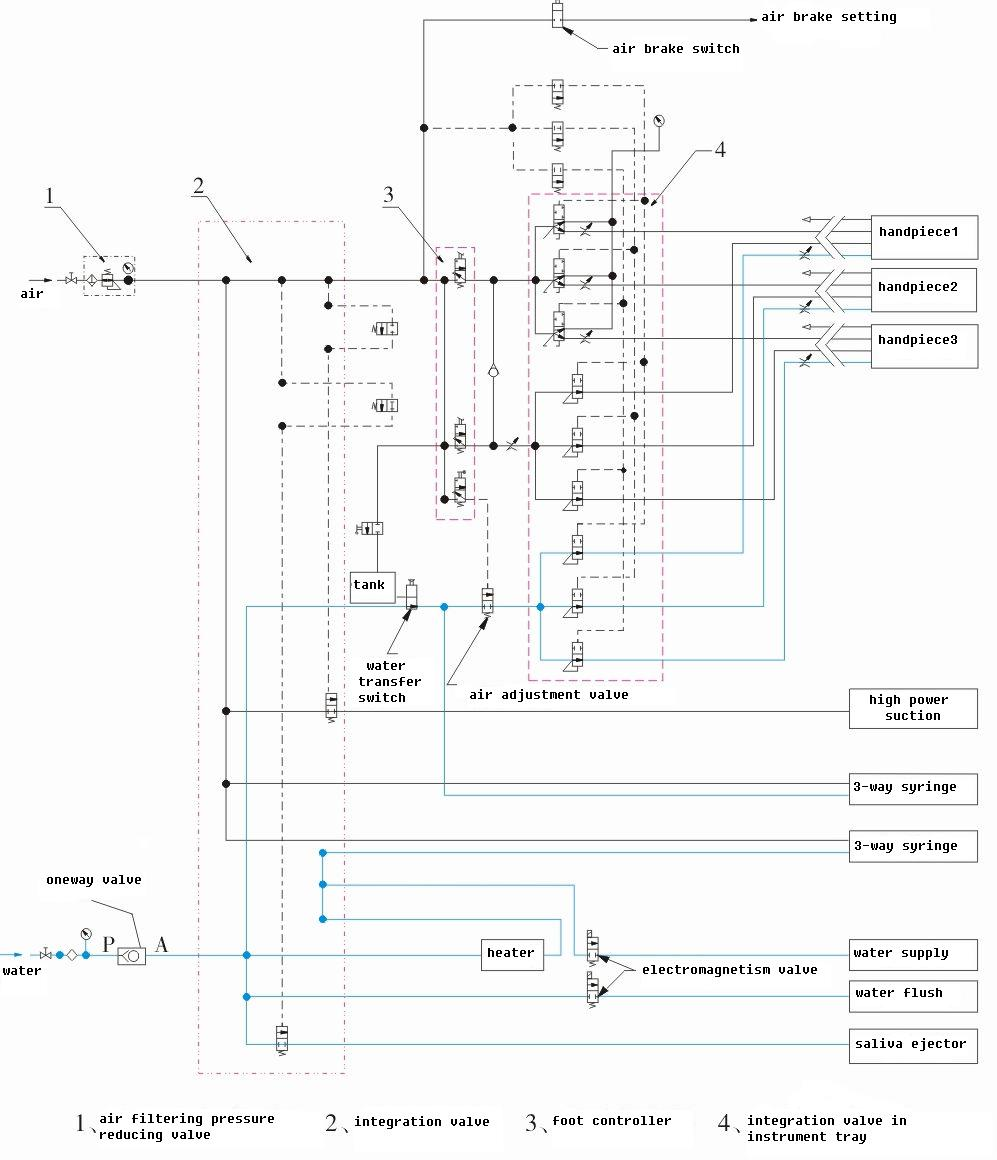 air brake setting
air brake switch
1
2
3
4
air
handpiece1
handpiece2
handpiece3
tank
water
transfer
switch
air adjustment valve
high power
suction
3-way syringe
3-way syringe
oneway valve
P
A
water
heater
electromagnetism valve
water supply
water flush
saliva ejector
1、air filtering pressure
reducing valve
2、integration valve
3、foot controller
4、integration valve in
instrument tray